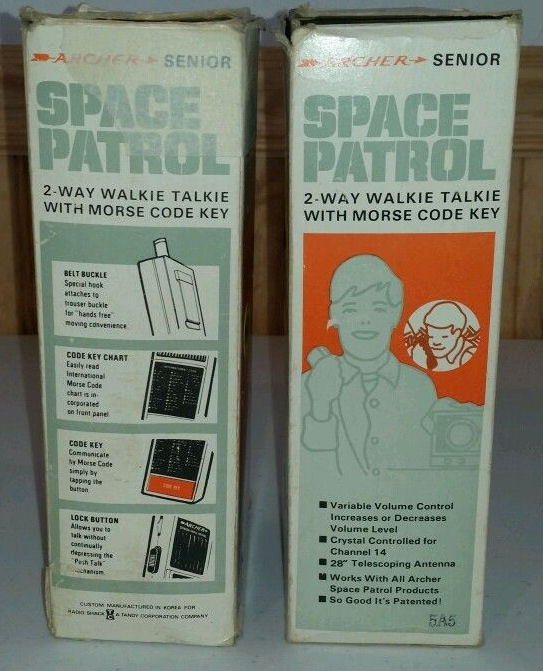 ARCHER SENIOR
SPACE
PATROL
2-WAY WALKIE TALKIE
WITH MORSE CODE KEY
BELT BUCKLE
Special hook
attaches to
trouser buckle
for "hands free"
moving convenience.
CODE KEY CHART
Easily read
International
Morse Code
chart is in-
corporated
on front panel
CODE KEY
Communicate
by Morse Code
simply by
tapping the
button
LOCK BUTTON
Allows you to
talk without
continually
depressing the
"Push Talk"
ARCHER
CUSTOM MANUFACTURED IN KOREA FOR
RADIO SHACK A TANDY CORPORATION COMPANY
ARCHER SENIOR
SPACE
PATROL
2-WAY WALKIE TALKIE
WITH MORSE CODE KEY
Variable Volume Control
Increases or Decreases
Volume Level
Crystal Controlled for
Channel 14
28" Telescoping Antenna
Works With All Archer
Space Patrol Products
So Good It's Patented!
5A5